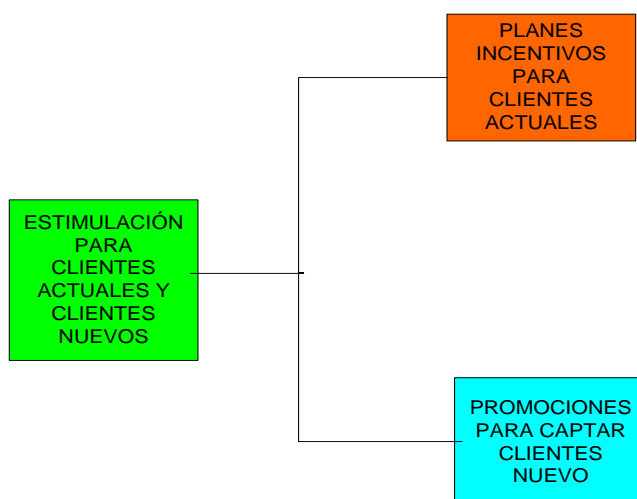 PLANES
INCENTIVOS
PARA
CLIENTES
ACTUALES
ESTIMULACIÓN
PARA
CLIENTES
ACTUALES Y
CLIENTES
NUEVOS
PROMOCIONES
PARA CAPTAR
CLIENTES
NUEVO